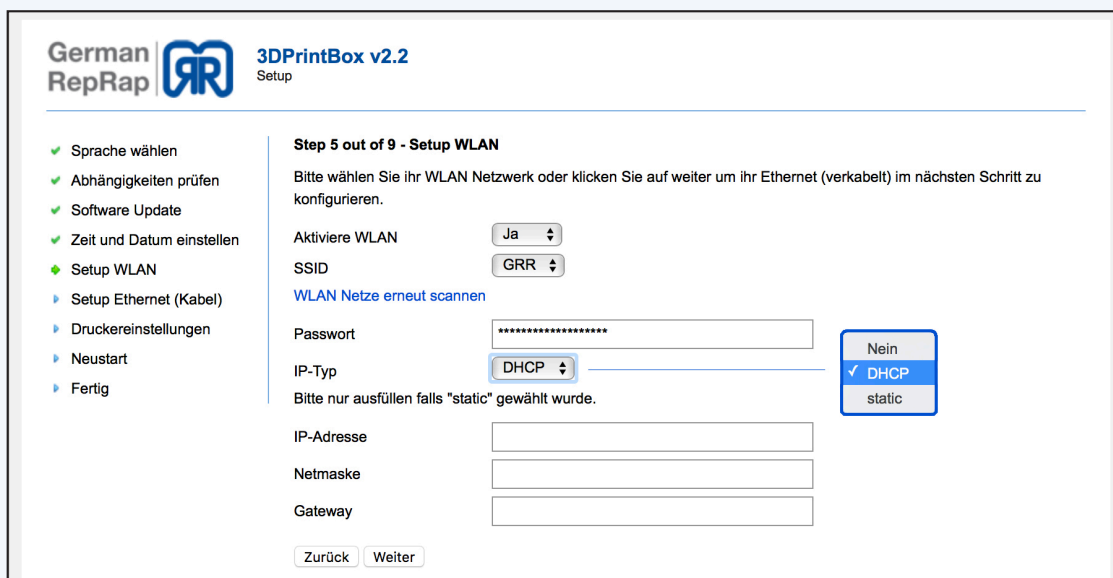 German
RepRap
3DPrintBox v2.2
Setup
Sprache wählen
Abhängigkeiten prüfen
Software Update
Zeit und Datum einstellen
Setup WLAN
Setup Ethernet (Kabel)
Druckereinstellungen
Neustart
Fertig
Step 5 out of 9 - Setup WLAN
Bitte wählen Sie ihr WLAN Netzwerk oder klicken Sie auf weiter um ihr Ethernet (verkabelt) im nächsten Schritt zu
konfigurieren.
Aktiviere WLAN Ja
SSID GRR
WLAN Netze erneut scannen
Passwort *******************
IP-Typ DHCP
Nein
DHCP
static
Bitte nur ausfüllen falls "static" gewählt wurde.
IP-Adresse
Netmaske
Gateway
Zurück Weiter